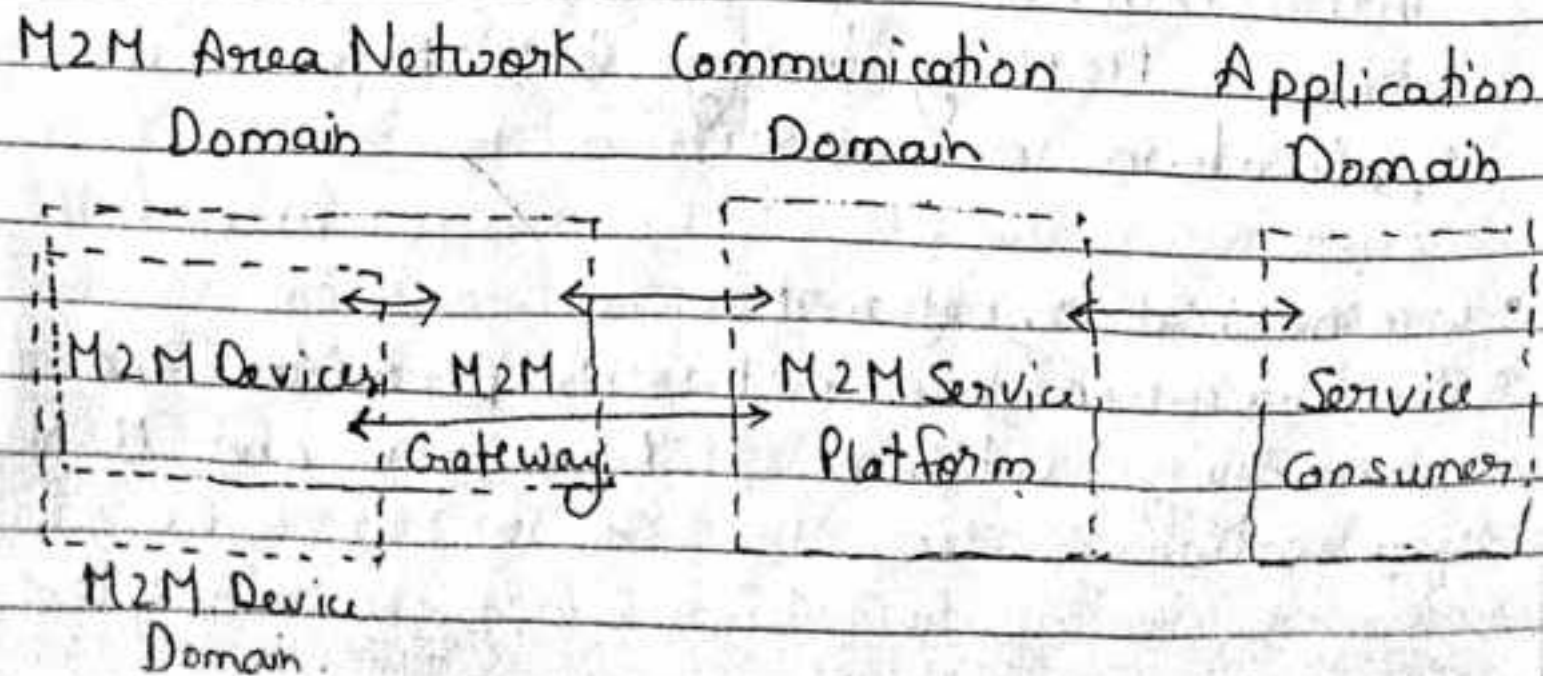 M2M Area Network Communication Application
Domain Domain Domain
M2M Devices M2M M2M Service Service
Gateway Platform Consumer
M2M Device
Domain.